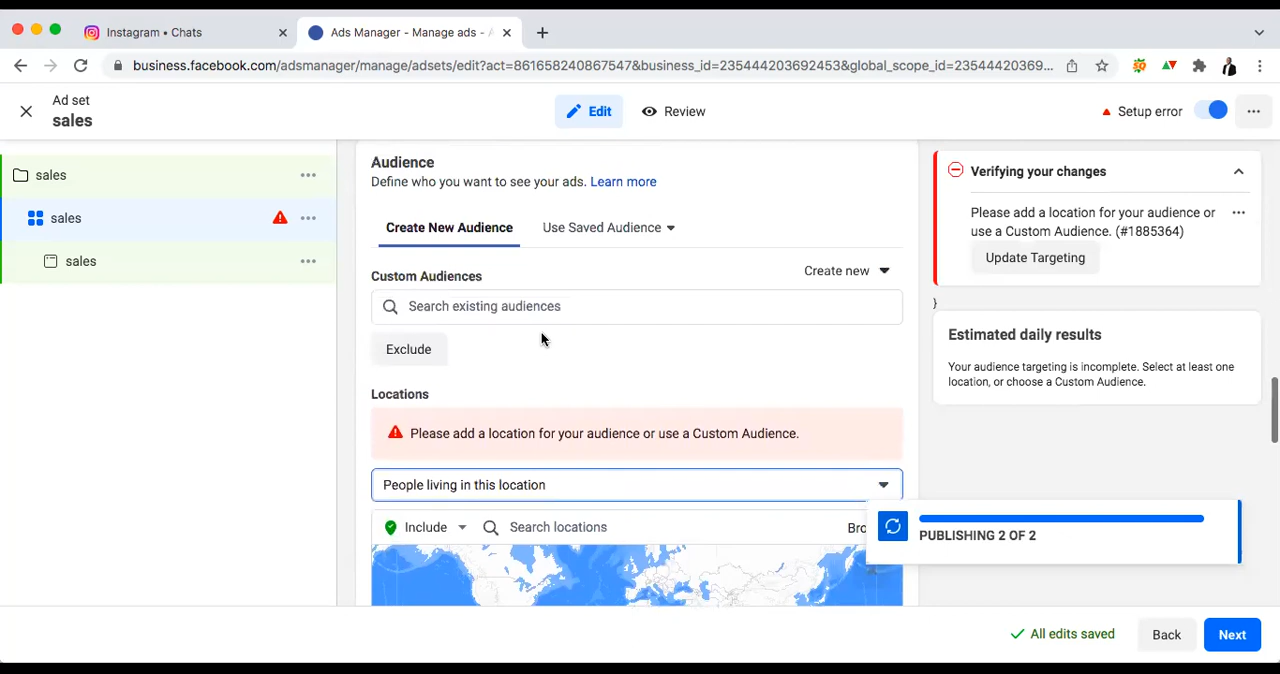 Instagram • Chats
Ads Manager - Manage ads -
business.facebook.com/adsmanager/manage/adsets/edit?act=861658240867547&business_id=235444203692453&global_scope_id=23544420369...
Ad set
sales
Edit
Review
Setup error
sales
sales
sales
Audience
Define who you want to see your ads. Learn more
Create New Audience
Use Saved Audience
Custom Audiences
Create new
Search existing audiences
Exclude
Locations
Please add a location for your audience or use a Custom Audience.
People living in this location
Include
Search locations
Bro
Verifying your changes
Please add a location for your audience or
use a Custom Audience. (#1885364)
Update Targeting
}
Estimated daily results
Your audience targeting is incomplete. Select at least one
location, or choose a Custom Audience.
PUBLISHING 2 OF 2
All edits saved
Back
Next